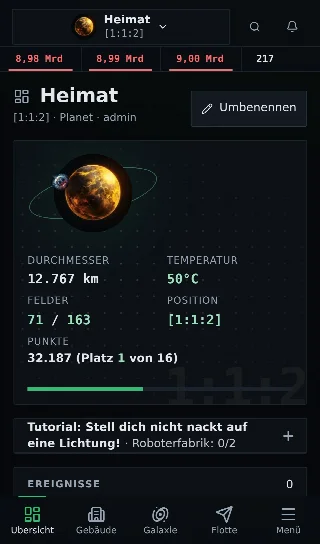 Heimat
[1:1:2]
8,98 Mrd 8,99 Mrd 9,00 Mrd 217
Heimat
[1:1:2] · Planet · admin
Umbenennen
DURCHMESSER TEMPERATUR
12.767 km 50°C
FELDER POSITION
71 / 163 [1:1:2]
PUNKTE
32.187 (Platz 1 von 16)
1:1:2
Tutorial: Stell dich nicht nackt auf
eine Lichtung! · Roboterfabrik: 0/2
EREIGNISSE 0
Übersicht Gebäude Galaxie Flotte Menü